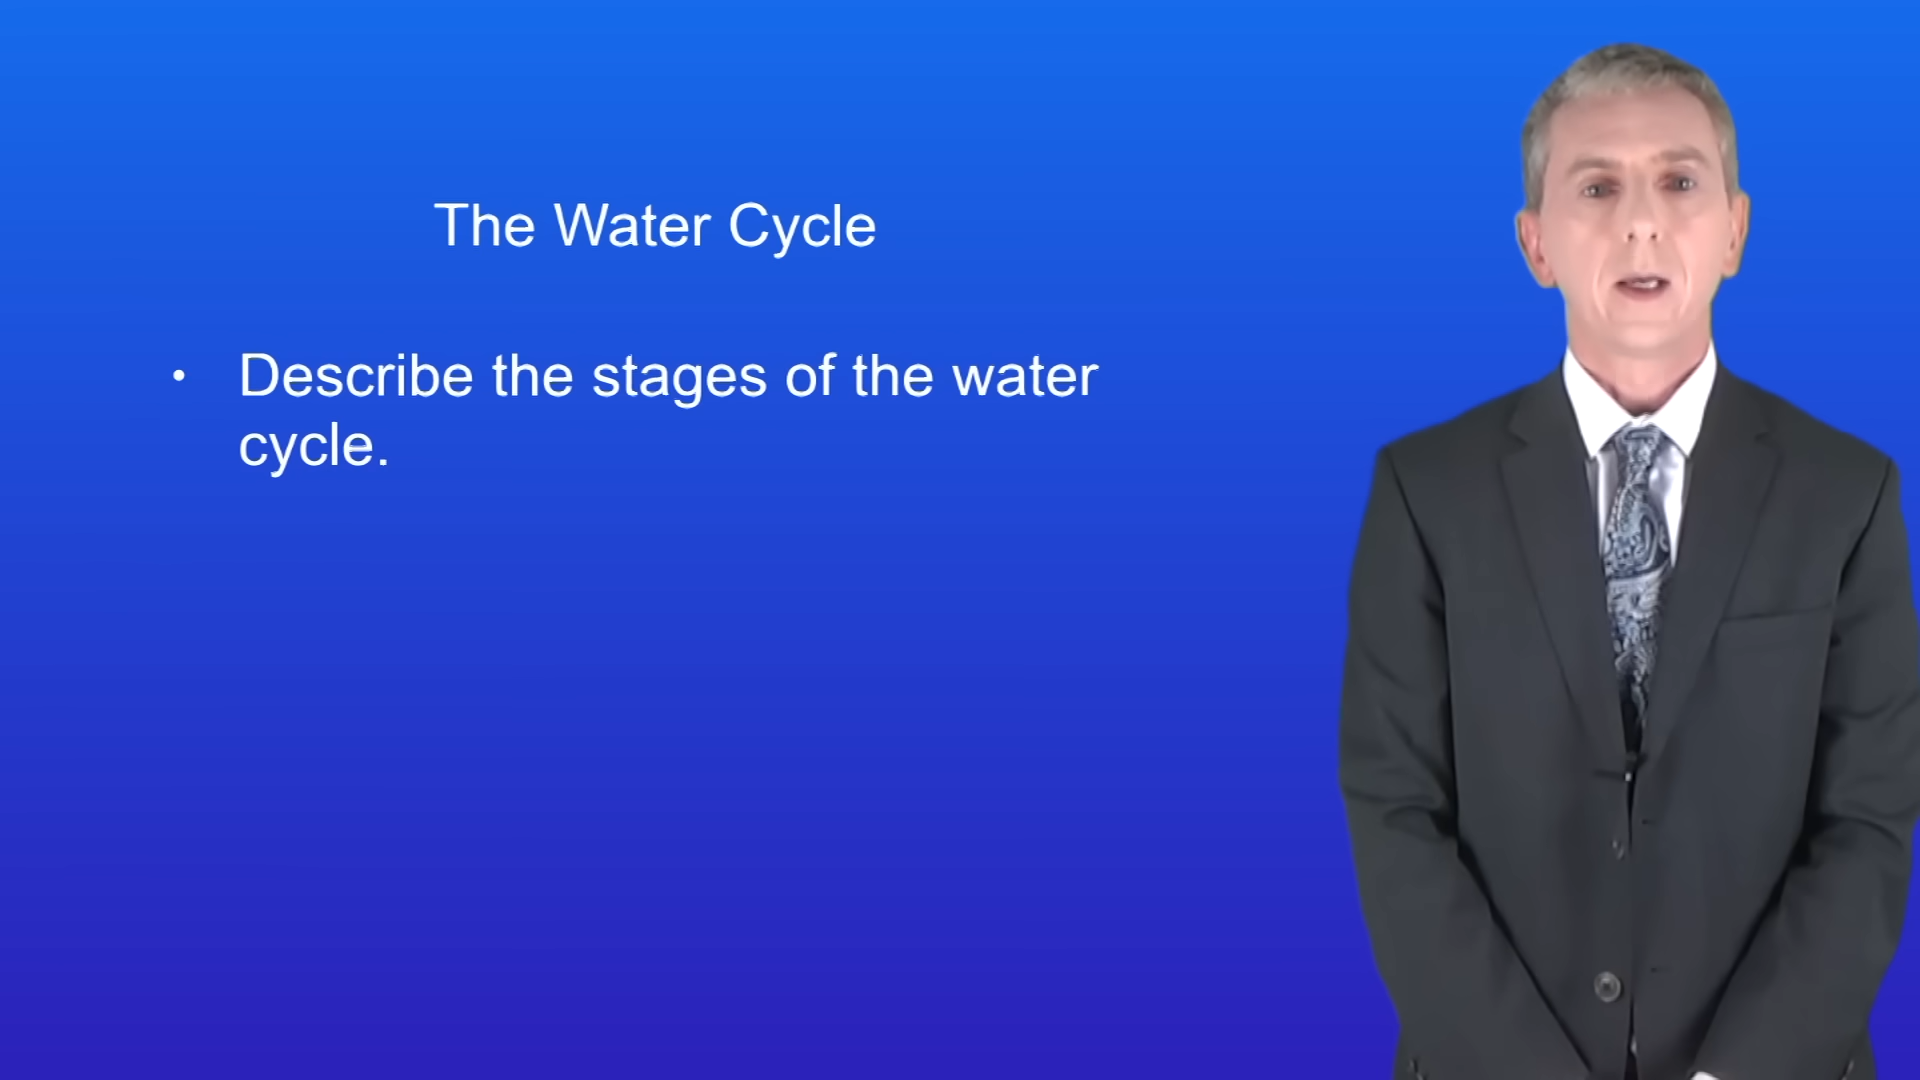 The Water Cycle
• Describe the stages of the water
cycle.